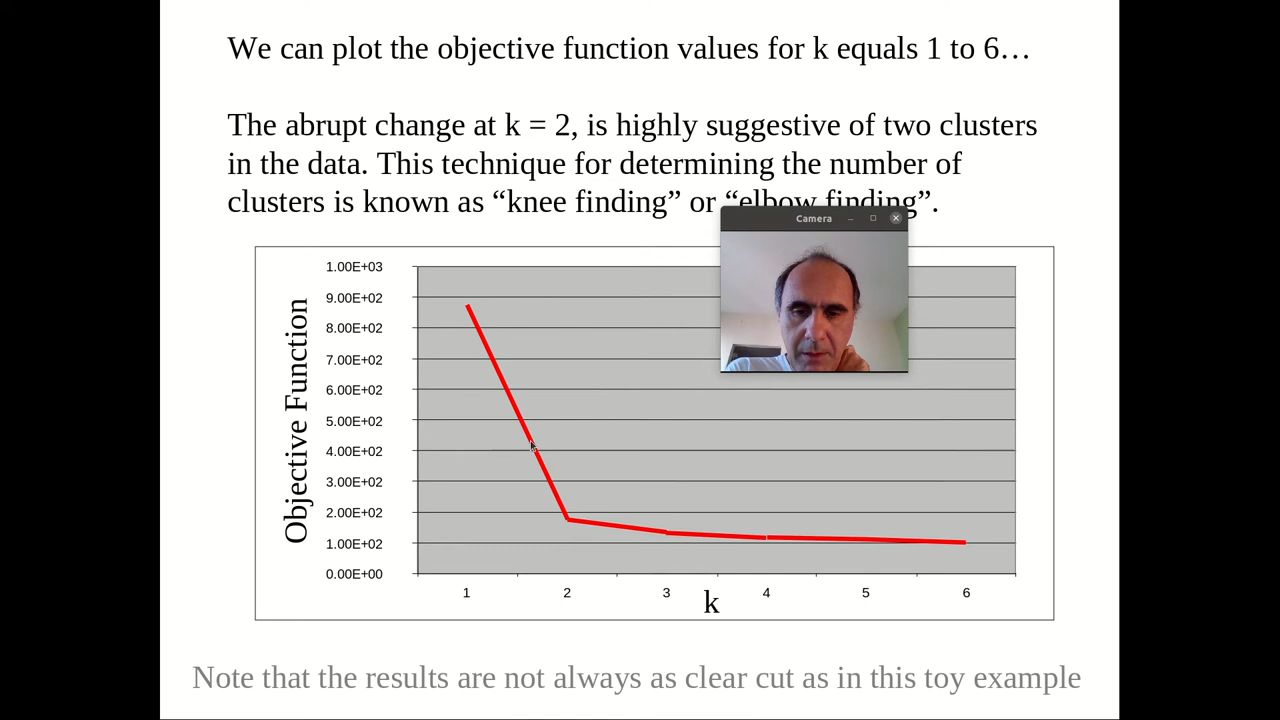 We can plot the objective function values for k equals 1 to 6…
The abrupt change at k = 2, is highly suggestive of two clusters
in the data. This technique for determining the number of
clusters is known as “knee finding” or “elbow finding”.
Camera
1.00E+03
9.00E+02
8.00E+02
7.00E+02
6.00E+02
5.00E+02
4.00E+02
3.00E+02
2.00E+02
1.00E+02
0.00E+00
Objective Function
1 2 3 4 5 6
k
Note that the results are not always as clear cut as in this toy example